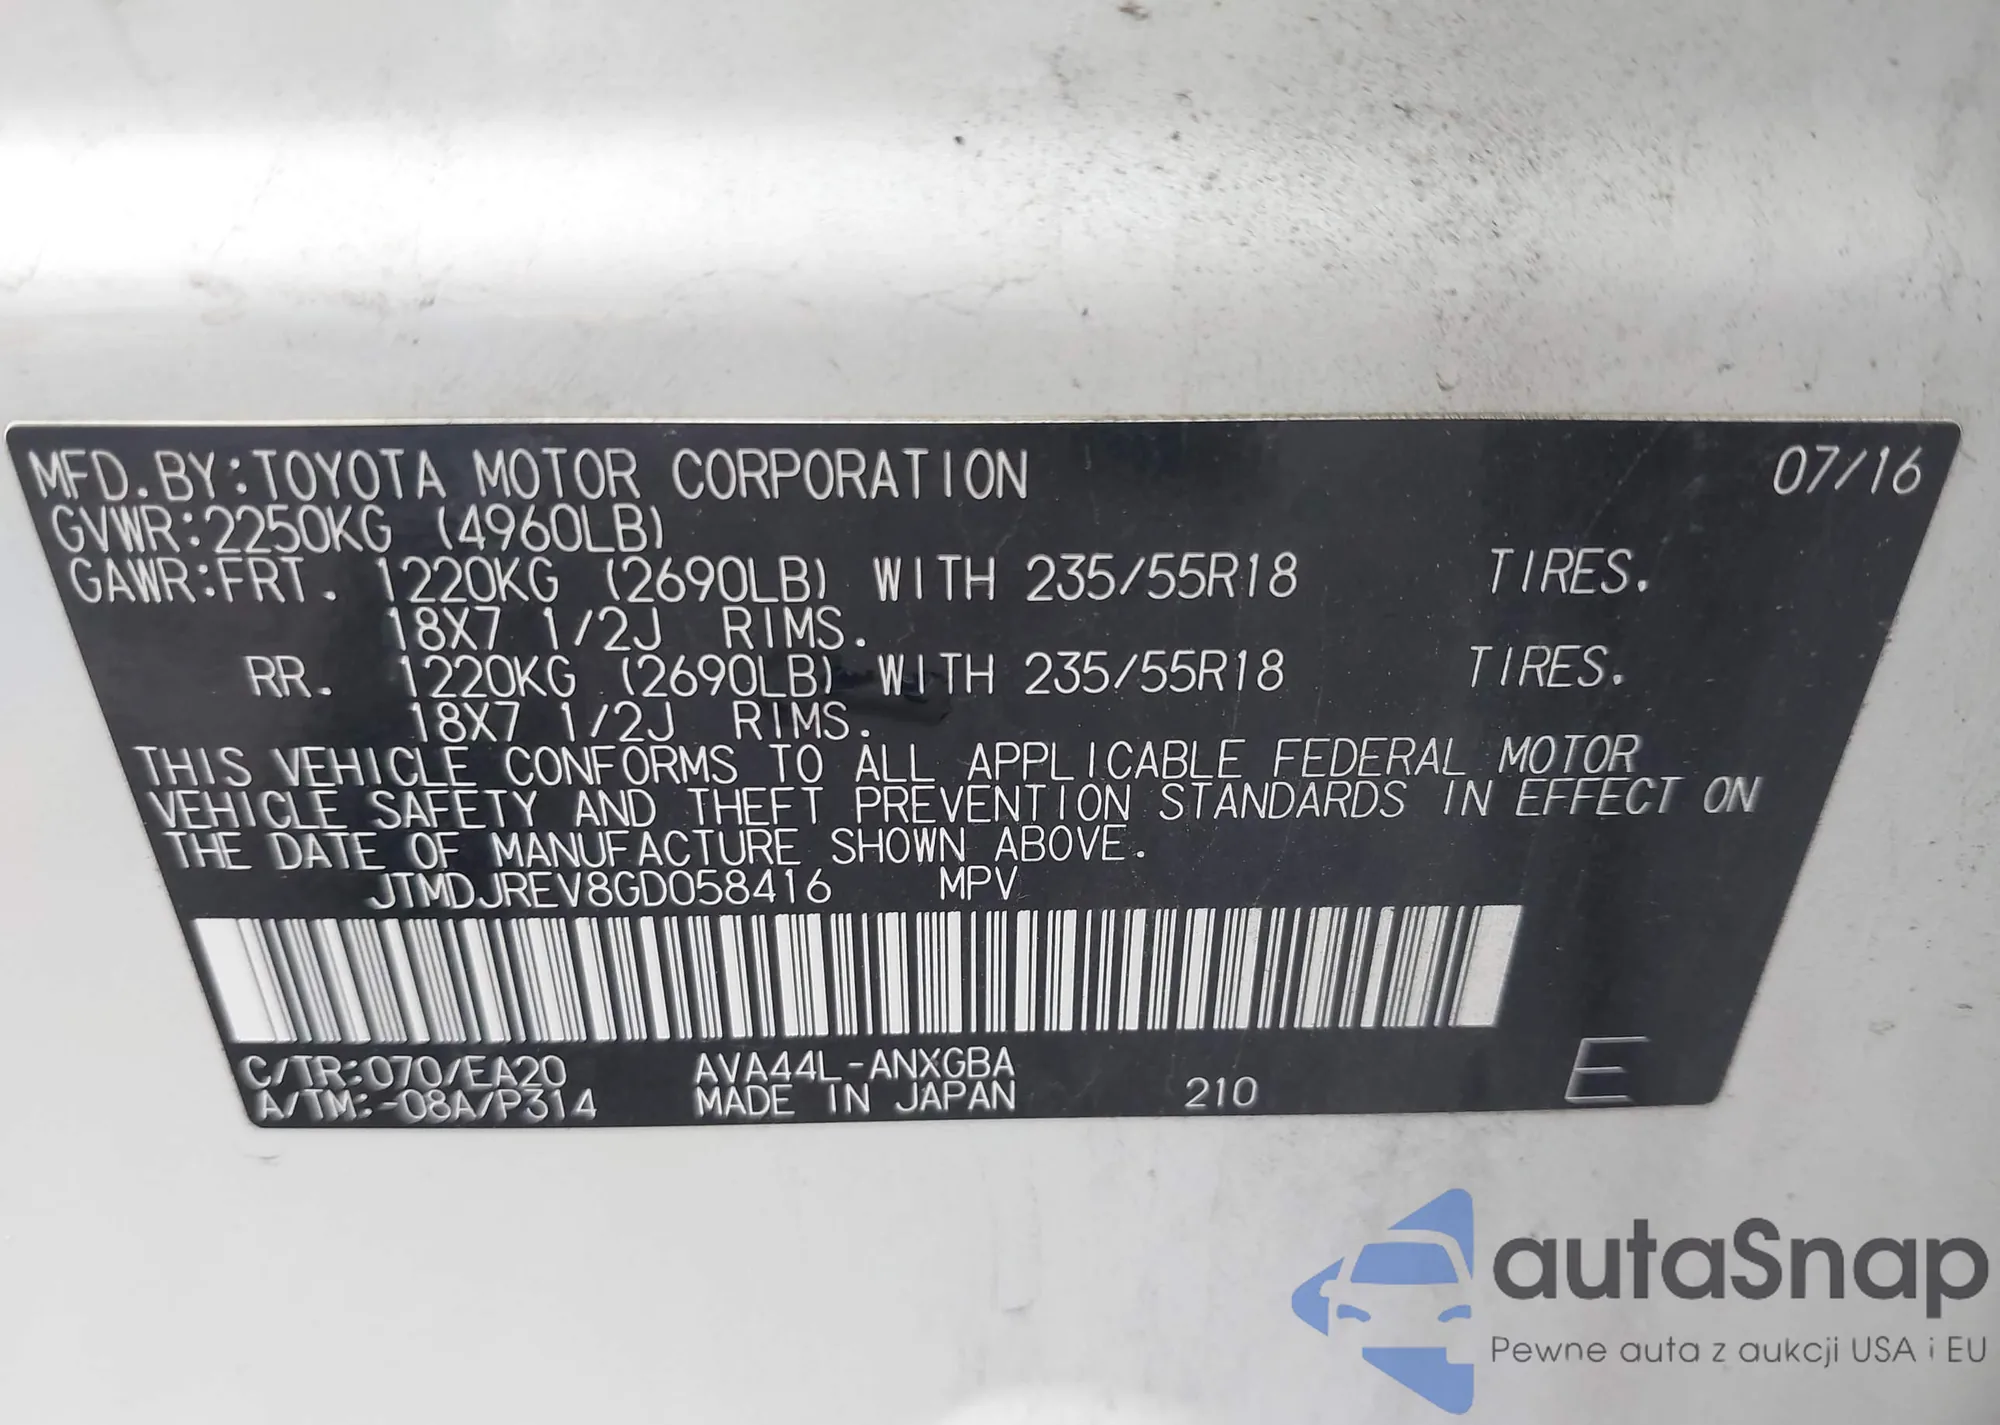 MFD.BY:TOYOTA MOTOR CORPORATION 07/16
GVWR:2250KG (4960LB)
GAWR:FRT. 1220KG (2690LB) WITH 235/55R18 TIRES.
18X7 1/2J RIMS.
RR. 1220KG (2690LB) WITH 235/55R18 TIRES.
18X7 1/2J RIMS.
THIS VEHICLE CONFORMS TO ALL APPLICABLE FEDERAL MOTOR
VEHICLE SAFETY AND THEFT PREVENTION STANDARDS IN EFFECT ON
THE DATE OF MANUFACTURE SHOWN ABOVE.
JTMDJREV8GD058416 MPV
C/TR:070/EA20 AVA44L-ANXGBA
A/TM:-08A/P314 MADE IN JAPAN 210 E
autaSnap
Pewne auta z aukcji USA i EU